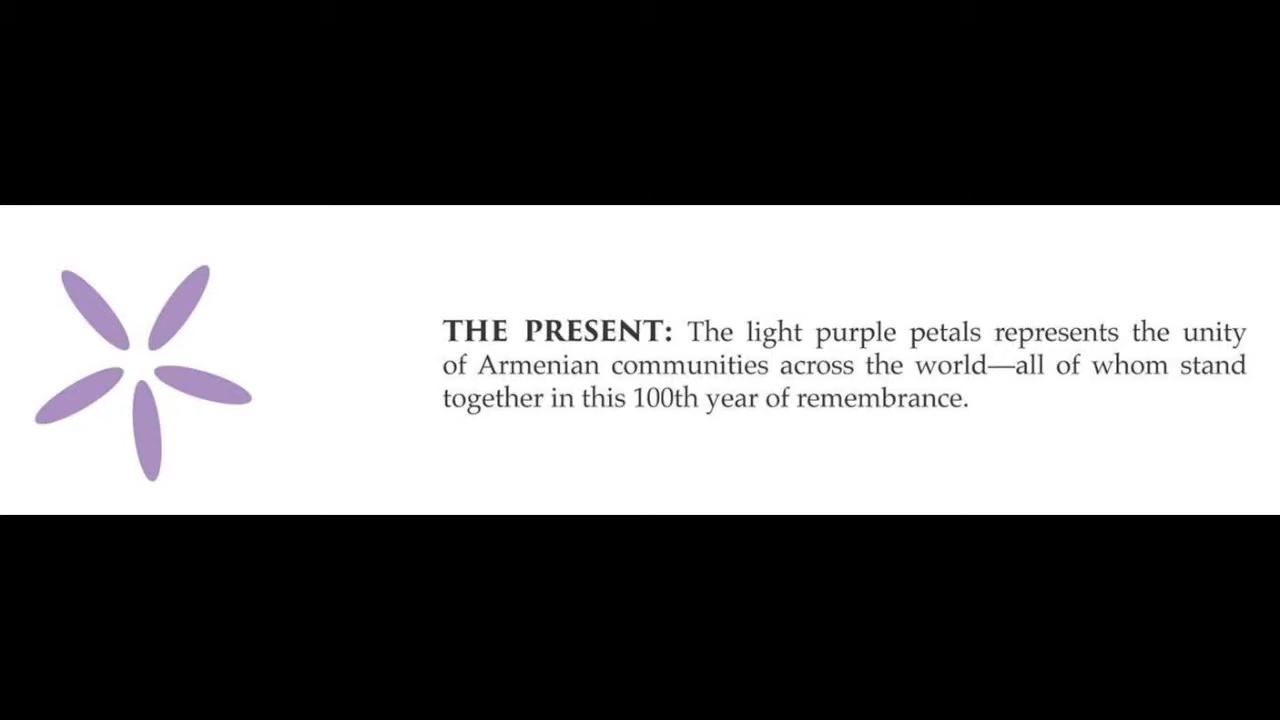 THE PRESENT: The light purple petals represents the unity
of Armenian communities across the world—all of whom stand
together in this 100th year of remembrance.